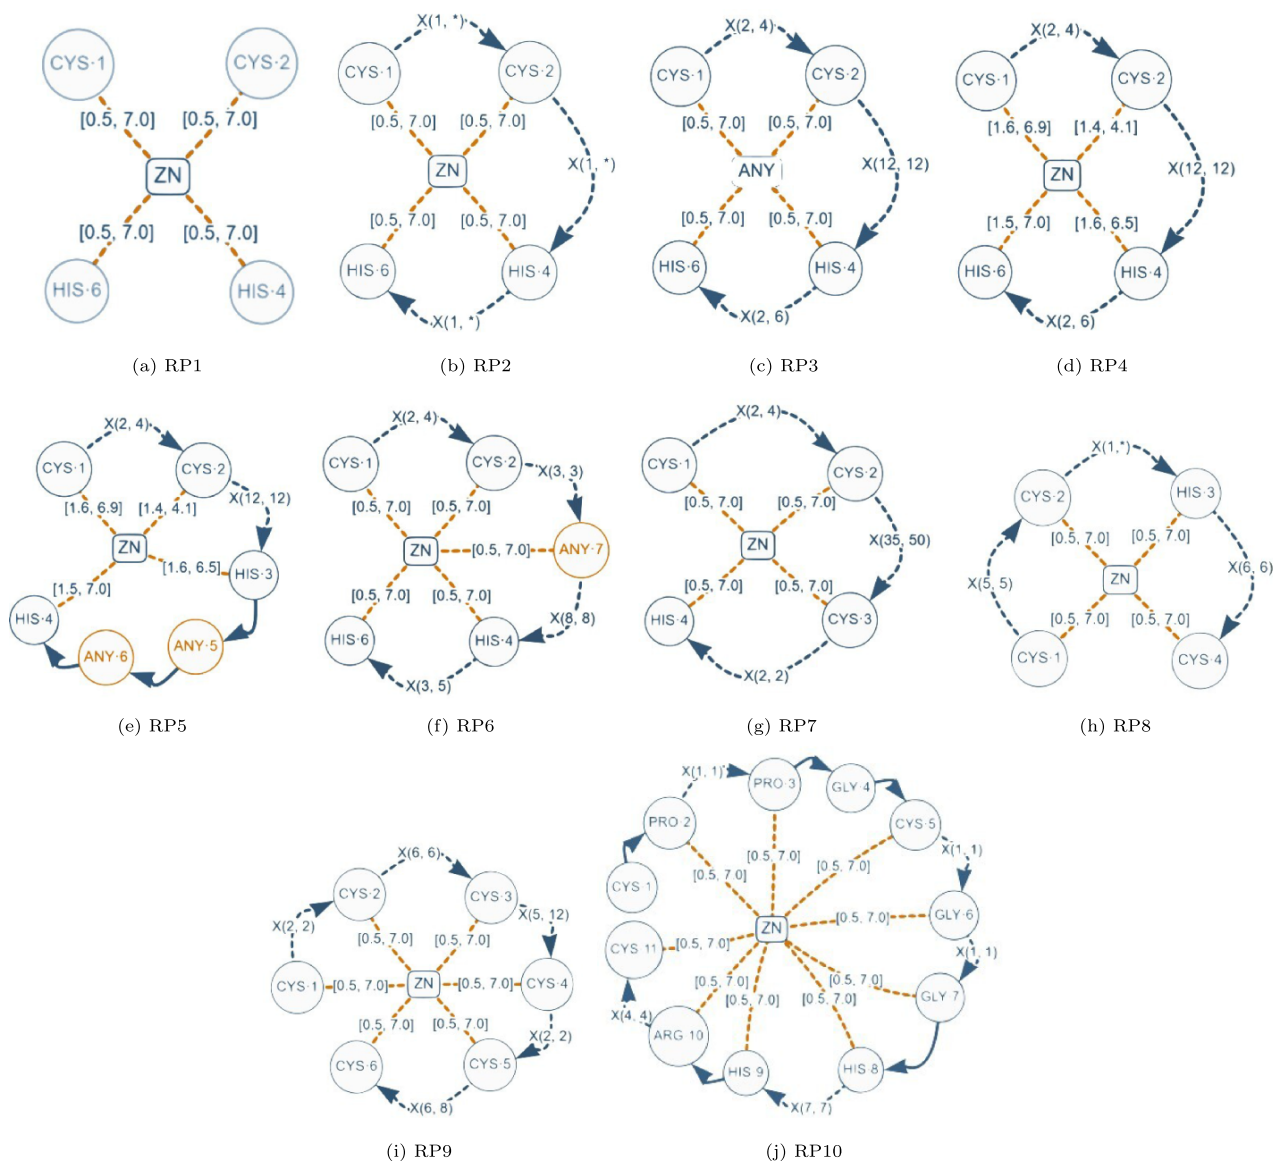 CYS·1
X(1, *)
CYS·2
[0.5, 7.0]
[0.5, 7.0]
ZN
[0.5, 7.0]
[0.5, 7.0]
HIS·6
HIS·4
(a) RP1
CYS·1
CYS·2
[0.5, 7.0]
[0.5, 7.0]
X(1, *)
ZN
[0.5, 7.0]
[0.5, 7.0]
HIS·6
HIS·4
X(1, *)
(b) RP2
X(2, 4)
CYS·1
CYS·2
[0.5, 7.0]
[0.5, 7.0]
X(12, 12)
ANY
[0.5, 7.0]
[0.5, 7.0]
HIS·6
HIS·4
X(2, 6)
(c) RP3
X(2, 4)
CYS·1
CYS·2
[1.6, 6.9]
[1.4, 4.1]
X(12, 12)
ZN
[1.5, 7.0]
[1.6, 6.5]
HIS·6
HIS·4
X(2, 6)
(d) RP4
X(2, 4)
CYS·1
CYS·2
[1.6, 6.9]
[1.4, 4.1]
X(12, 12)
ZN
[1.6, 6.5]
HIS·3
[1.5, 7.0]
HIS·4
ANY·6
ANY·5
(e) RP5
X(2, 4)
CYS·1
CYS·2
X(3, 3)
[0.5, 7.0]
[0.5, 7.0]
ZN
[0.5, 7.0]
ANY·7
[0.5, 7.0]
[0.5, 7.0]
X(8, 8)
HIS·6
HIS·4
X(3, 5)
(f) RP6
X(2, 4)
CYS·1
CYS·2
[0.5, 7.0]
[0.5, 7.0]
X(35, 50)
ZN
[0.5, 7.0]
[0.5, 7.0]
HIS·4
CYS·3
X(2, 2)
(g) RP7
X(1,*)
CYS·2
HIS·3
[0.5, 7.0]
[0.5, 7.0]
X(5, 5)
ZN
X(6, 6)
[0.5, 7.0]
[0.5, 7.0]
CYS·1
CYS·4
(h) RP8
X(6, 6)
CYS·2
CYS·3
X(2, 2)
X(5, 12)
[0.5, 7.0]
[0.5, 7.0]
CYS·1
[0.5, 7.0]
ZN
[0.5, 7.0]
CYS·4
[0.5, 7.0]
[0.5, 7.0]
X(2, 2)
CYS·6
CYS·5
X(6, 8)
(i) RP9
X(1, 1)
PRO·3
GLY·4
PRO·2
CYS·5
X(1, 1)
[0.5, 7.0]
[0.5, 7.0]
[0.5, 7.0]
CYS·1
GLY·6
[0.5, 7.0]
ZN
CYS·11
[0.5, 7.0]
X(1, 1)
[0.5, 7.0]
[0.5, 7.0]
[0.5, 7.0]
[0.5, 7.0]
GLY·7
X(4, 4)
ARG·10
HIS·9
HIS·8
X(7, 7)
(j) RP10